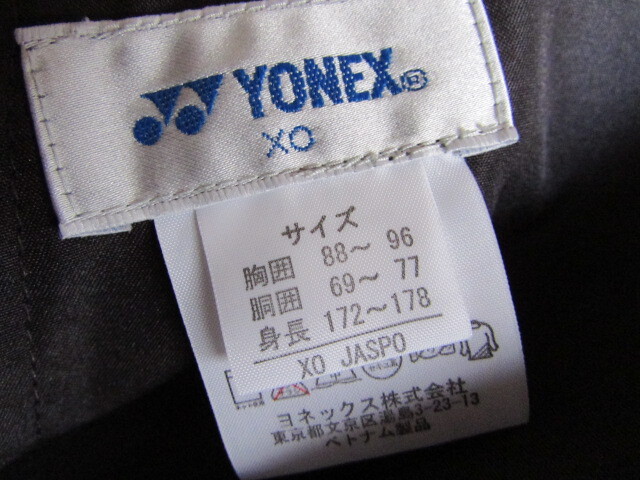 YONEX®
XO
サイズ
胸囲 88～ 96
胴囲 69～ 77
身長 172～178
XO JASPO
ヨネックス株式会社
東京都文京区湯島3-23-13
ベトナム製品